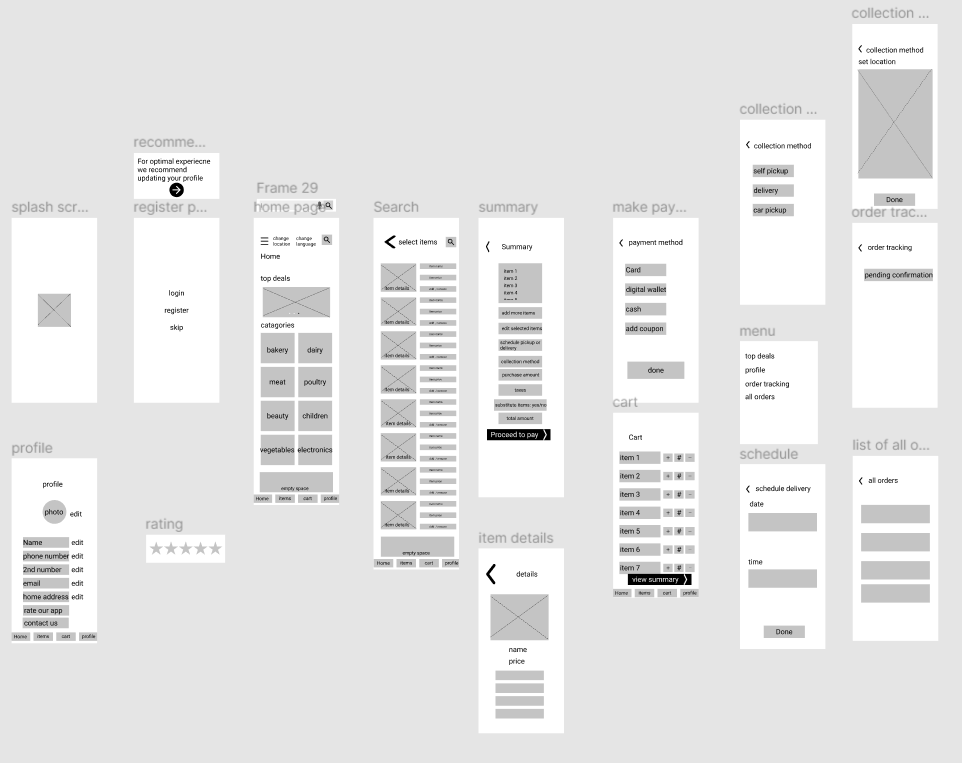 splash scr...
recomme...
For optimal experiecne
we recommend
updating your profile
register p...
login
register
skip
Frame 29
home page
change
location
change
language
Home
top deals
catagories
bakery
dairy
meat
poultry
beauty
children
vegetables
electronics
empty space
Home
items
cart
profile
Search
select items
item details
item details
item details
item details
item details
item details
item details
item details
empty space
Home
items
cart
profile
summary
Summary
item 1
item 2
item 3
item 4
add more items
edit selected items
schedule pickup or
delivery
collection method
purchase amount
taxes
substitute items: yes/no
total amount
Proceed to pay
make pay...
payment method
Card
digital wallet
cash
add coupon
done
cart
Cart
item 1
+ # -
item 2
+ # -
item 3
+ # -
item 4
+ # -
item 5
+ # -
item 6
+ # -
item 7
+ # -
view summary
Home
items
cart
profile
collection ...
collection method
self pickup
delivery
car pickup
collection ...
collection method
set location
Done
order trac...
order tracking
pending confirmation
menu
top deals
profile
order tracking
all orders
schedule
schedule delivery
date
time
Done
list of all o...
all orders
profile
profile
photo
edit
Name
edit
phone number
edit
2nd number
edit
email
edit
home address
edit
rate our app
contact us
Home
items
cart
profile
rating
item details
details
name
price